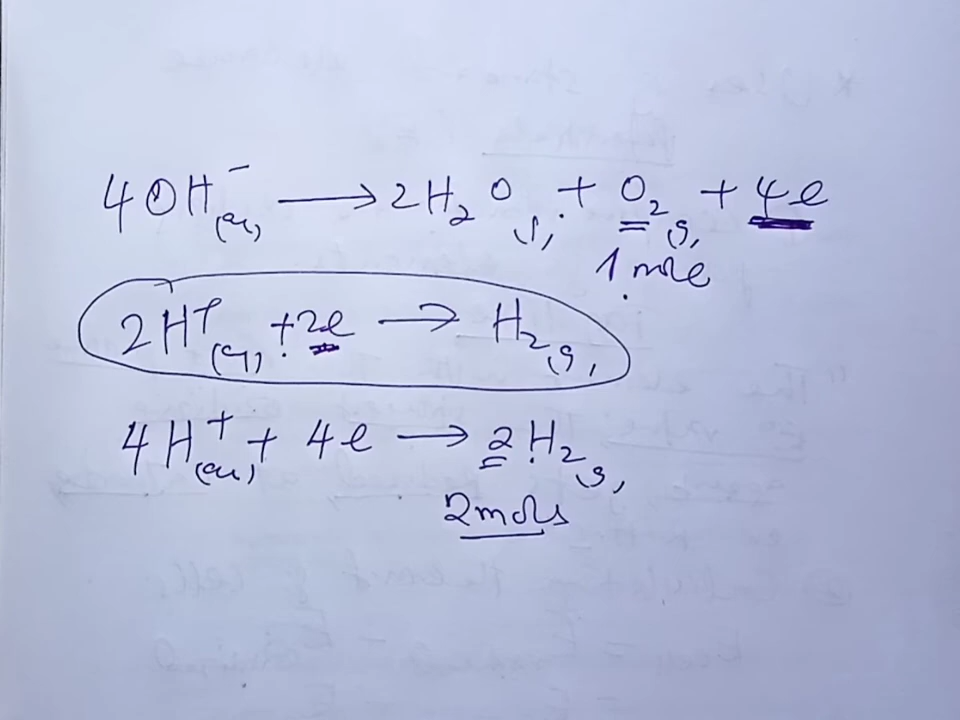 4OH⁻(aq) ⟶ 2H₂O(l) + O₂(g) + 4e
1 mole
2H⁺(aq) + 2e ⟶ H₂(g)
4H⁺(aq) + 4e ⟶ 2H₂(g)
2mols